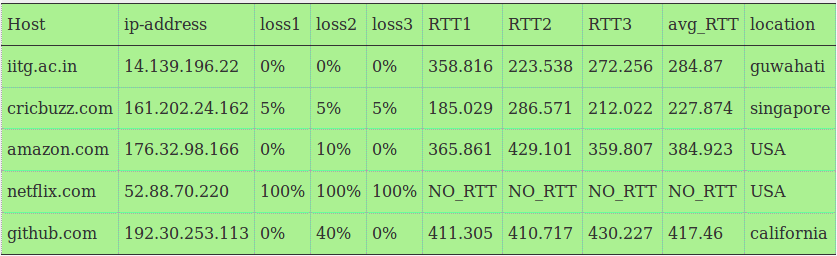 Host ip-address loss1 loss2 loss3 RTT1 RTT2 RTT3 avg_RTT location
iitg.ac.in 14.139.196.22 0% 0% 0% 358.816 223.538 272.256 284.87 guwahati
cricbuzz.com 161.202.24.162 5% 5% 5% 185.029 286.571 212.022 227.874 singapore
amazon.com 176.32.98.166 0% 10% 0% 365.861 429.101 359.807 384.923 USA
netflix.com 52.88.70.220 100% 100% 100% NO_RTT NO_RTT NO_RTT NO_RTT USA
github.com 192.30.253.113 0% 40% 0% 411.305 410.717 430.227 417.46 california